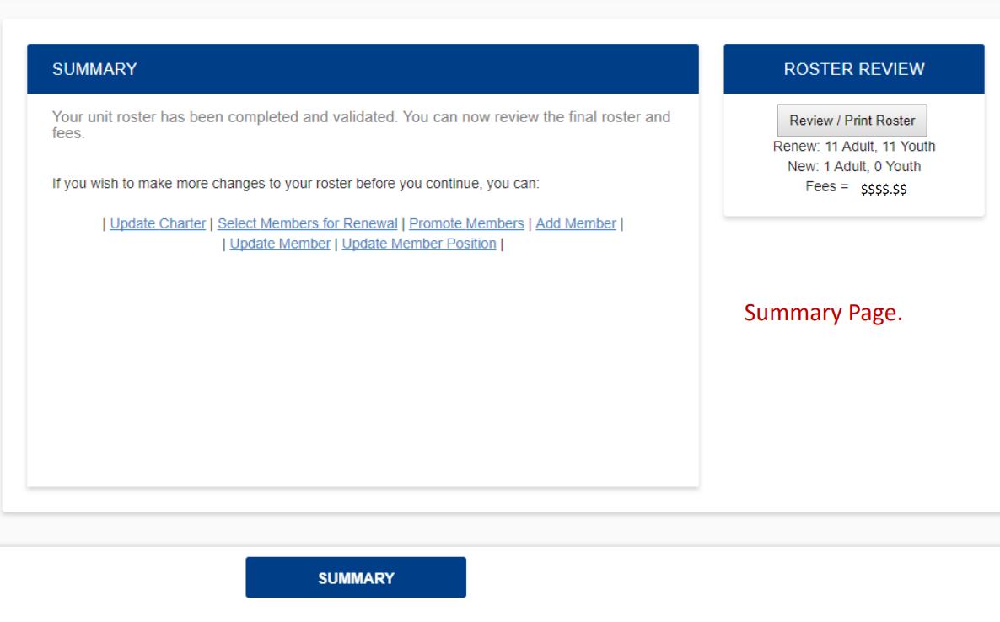 SUMMARY
Your unit roster has been completed and validated. You can now review the final roster and
fees.
If you wish to make more changes to your roster before you continue, you can:
| Update Charter | Select Members for Renewal | Promote Members | Add Member |
| Update Member | Update Member Position |
ROSTER REVIEW
Review / Print Roster
Renew: 11 Adult, 11 Youth
New: 1 Adult, 0 Youth
Fees = $$$$.$$
Summary Page.
SUMMARY